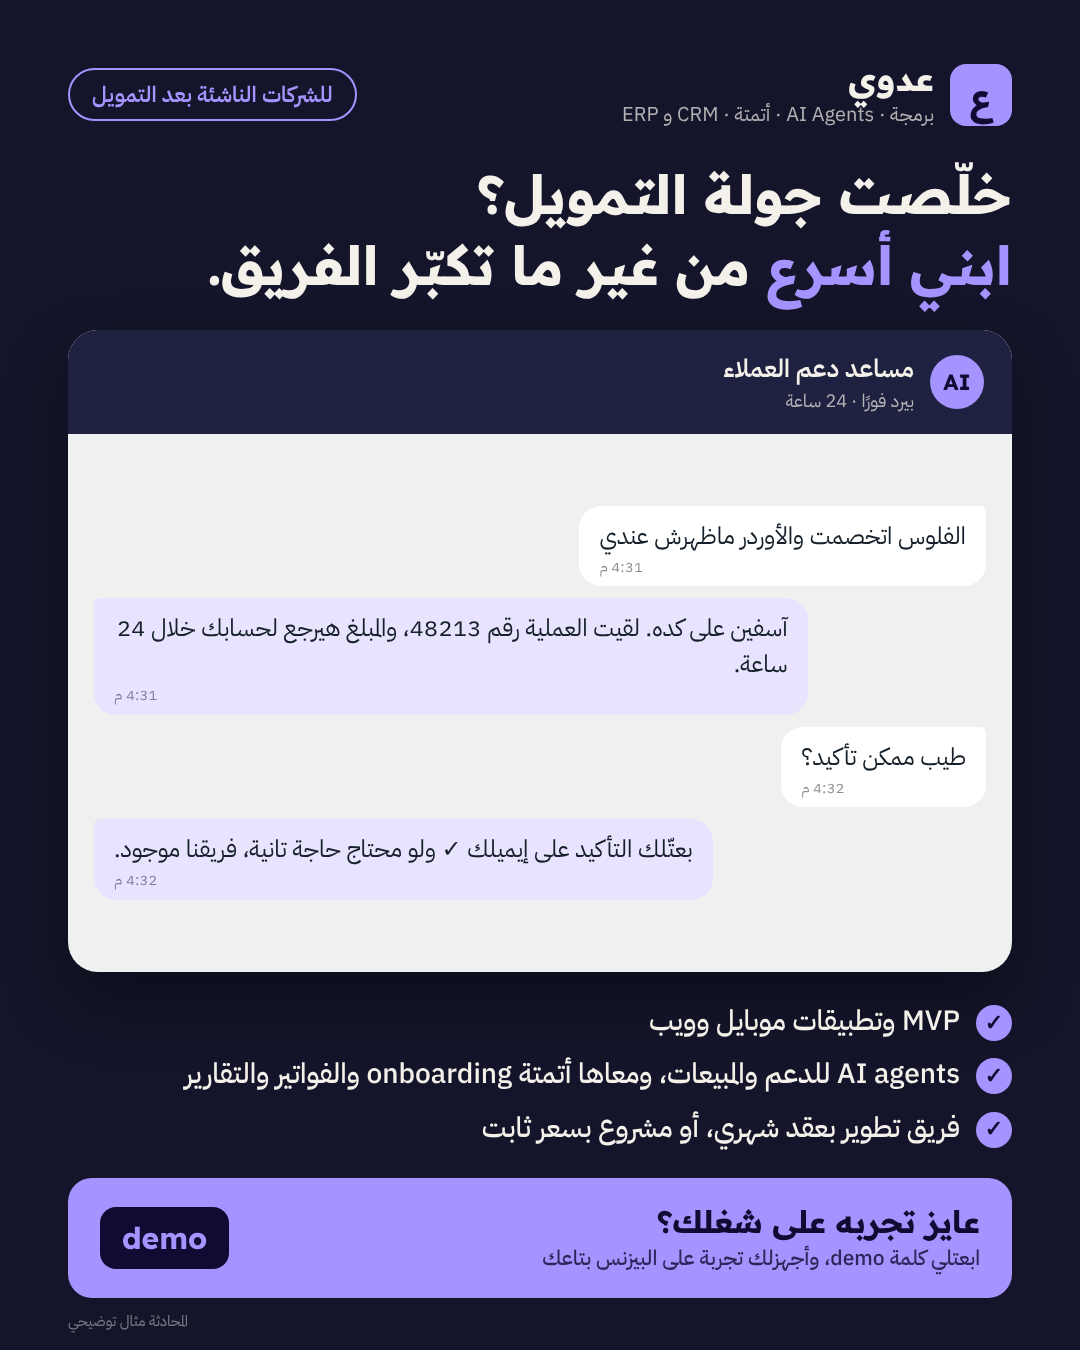 ع
عدوي
برمجة · AI Agents · أتمتة · CRM و ERP
للشركات الناشئة بعد التمويل
خلّصت جولة التمويل؟
ابني أسرع من غير ما تكبّر الفريق.
AI
مساعد دعم العملاء
بيرد فورًا · 24 ساعة
الفلوس اتخصمت والأوردر ماظهرش عندي
4:31 م
آسفين على كده. لقيت العملية رقم 48213، والمبلغ هيرجع لحسابك خلال 24
ساعة.
4:31 م
طيب ممكن تأكيد؟
4:32 م
بعتّلك التأكيد على إيميلك ✓ ولو محتاج حاجة تانية، فريقنا موجود.
4:32 م
✓ MVP وتطبيقات موبايل وويب
✓ AI agents للدعم والمبيعات، ومعاها أتمتة onboarding والفواتير والتقارير
✓ فريق تطوير بعقد شهري، أو مشروع بسعر ثابت
عايز تجربه على شغلك؟
ابعتلي كلمة demo، وأجهزلك تجربة على البيزنس بتاعك
demo
المحادثة مثال توضيحي